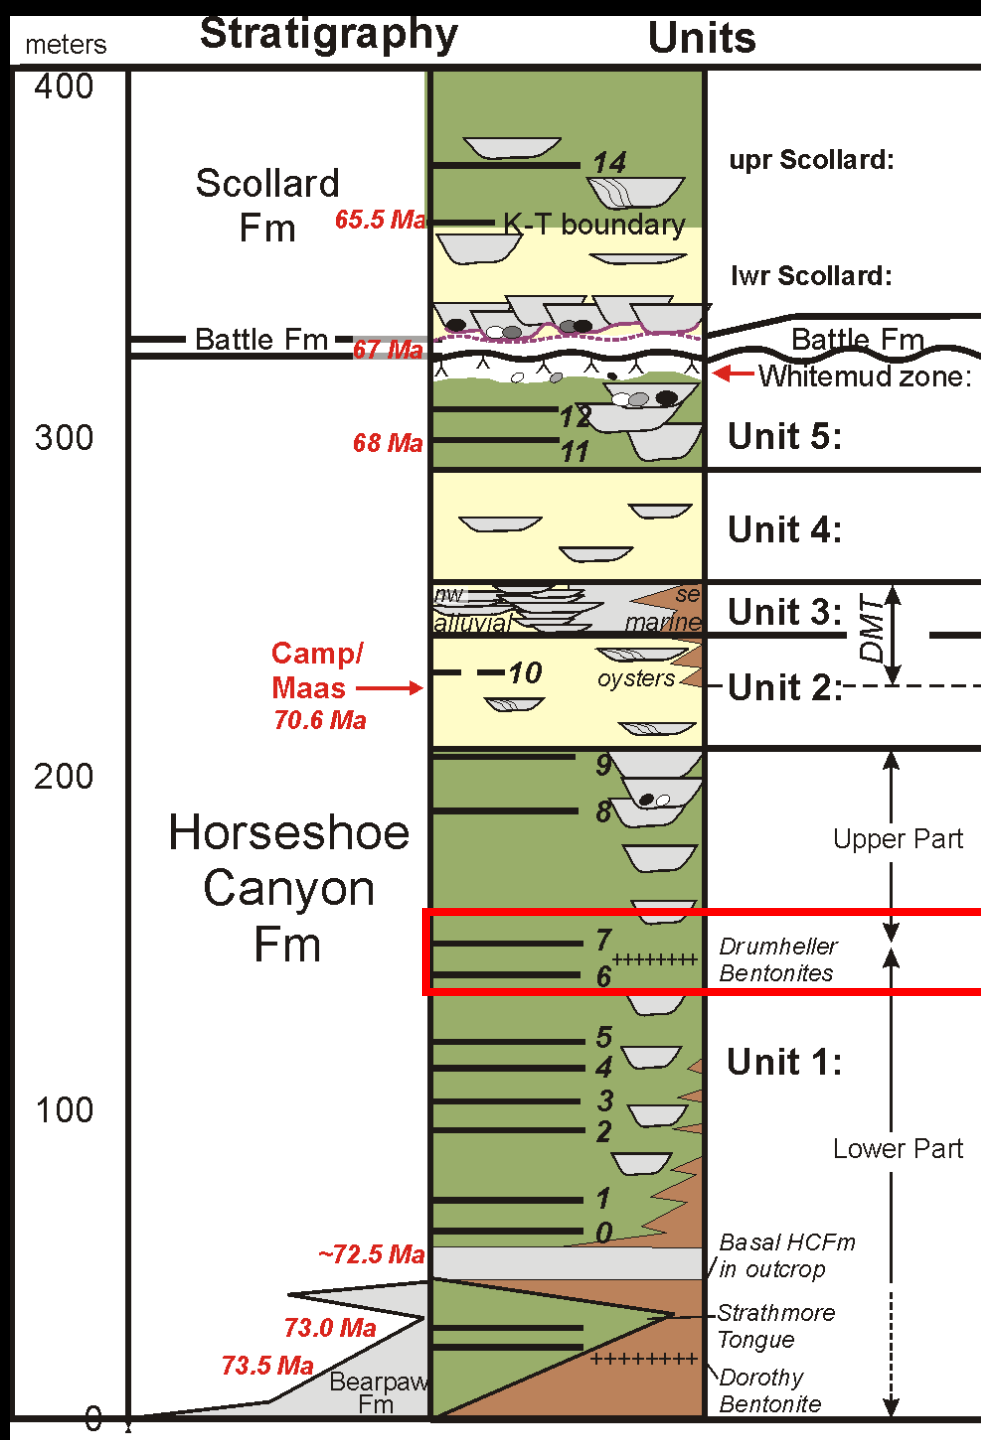 meters
Stratigraphy
Units
400
Scollard
Fm
14
upr Scollard:
65.5 Ma
K-T boundary
lwr Scollard:
Battle Fm
Battle Fm
67 Ma
Whitemud zone:
12
300
68 Ma
11
Unit 5:
Unit 4:
nw
se
alluvial
marine
Unit 3:
DMT
Camp/
Maas
70.6 Ma
10
oysters
Unit 2:
200
9
8
Upper Part
Horseshoe
Canyon
Fm
7
++++++++
6
Drumheller
Bentonites
5
4
Unit 1:
3
100
2
Lower Part
1
0
~72.5 Ma
Basal HCFm
in outcrop
73.0 Ma
Strathmore
Tongue
73.5 Ma
++++++++
Bearpaw
Fm
Dorothy
Bentonite
0